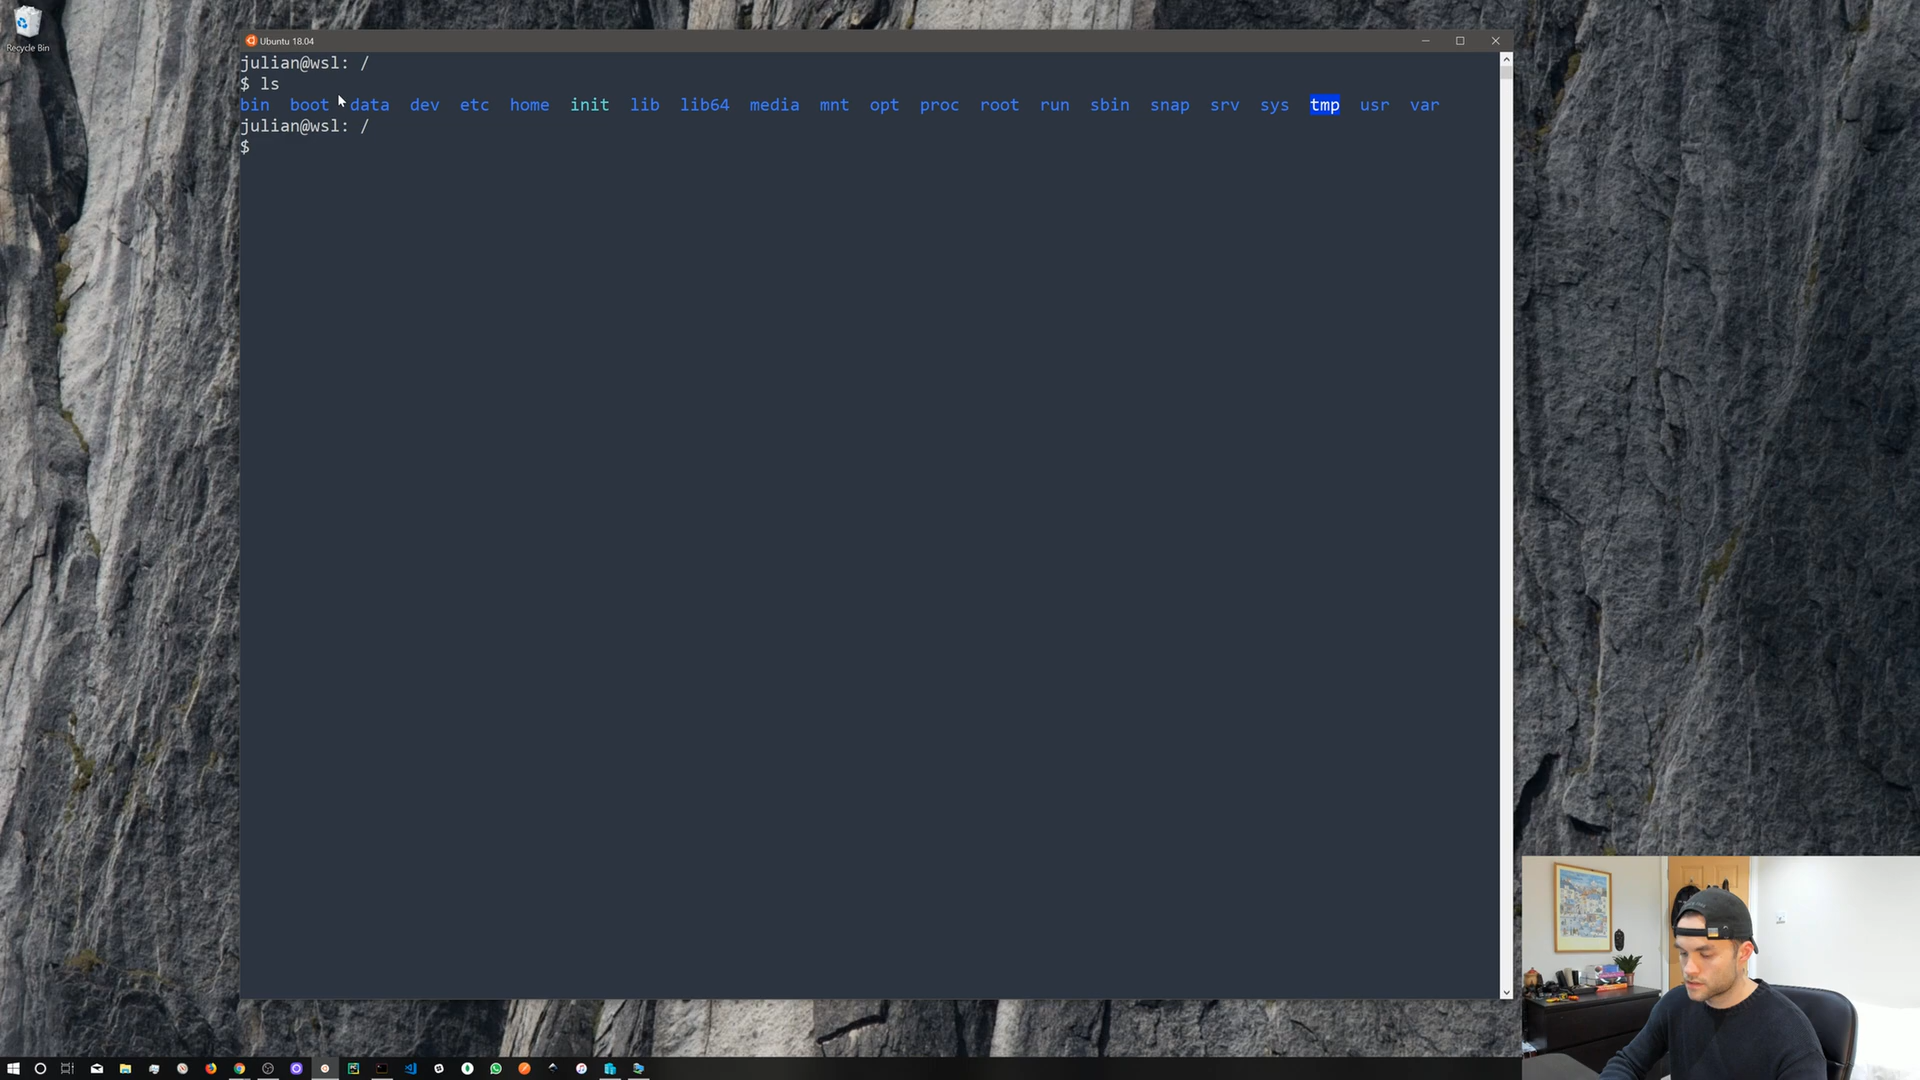 Recycle Bin
Ubuntu 18.04
julian@wsl: /
$ ls
bin boot data dev etc home init lib lib64 media mnt opt proc root run sbin snap srv sys tmp usr var
julian@wsl: /
$